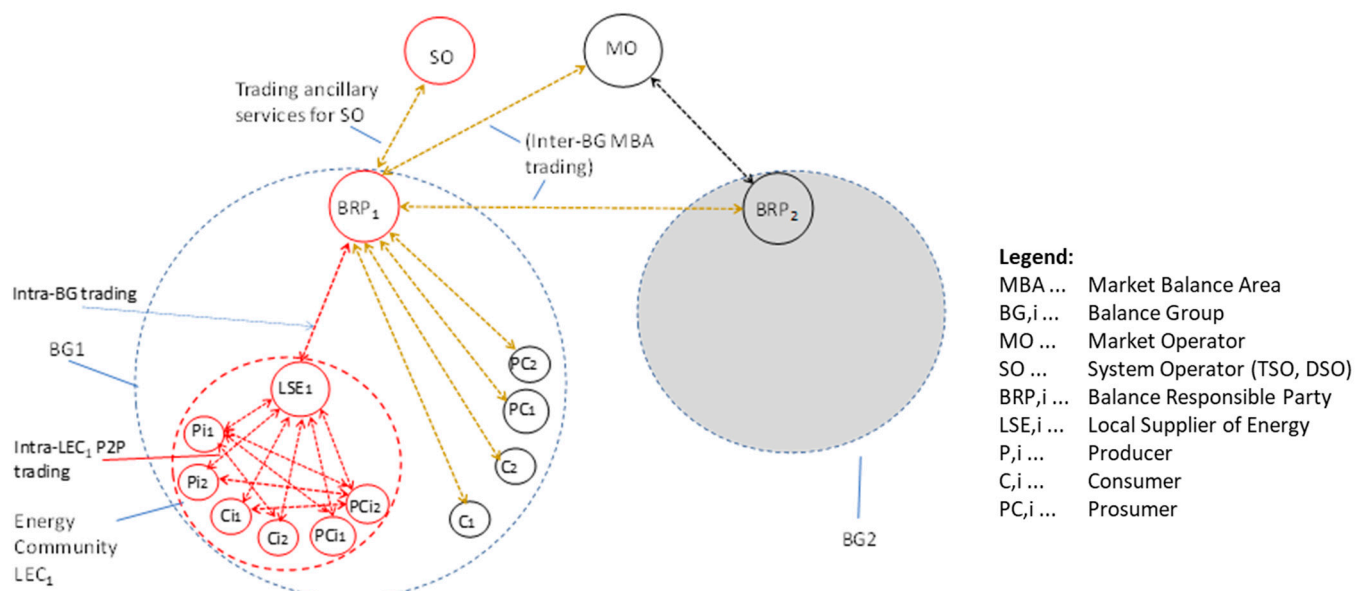 SO
MO
Trading ancillary
services for SO
(Inter-BG MBA
trading)
BRP₁
BRP₂
Intra-BG trading
BG1
LSE₁
PC₂
PC₁
C₂
C₁
Pi₁
Intra-LEC₁ P2P
trading
Pi₂
Ci₁
Ci₂
PCi₁
PCi₂
Energy
Community
LEC₁
BG2
Legend:
MBA ... Market Balance Area
BG,i ... Balance Group
MO ... Market Operator
SO ... System Operator (TSO, DSO)
BRP,i ... Balance Responsible Party
LSE,i ... Local Supplier of Energy
P,i ... Producer
C,i ... Consumer
PC,i ... Prosumer